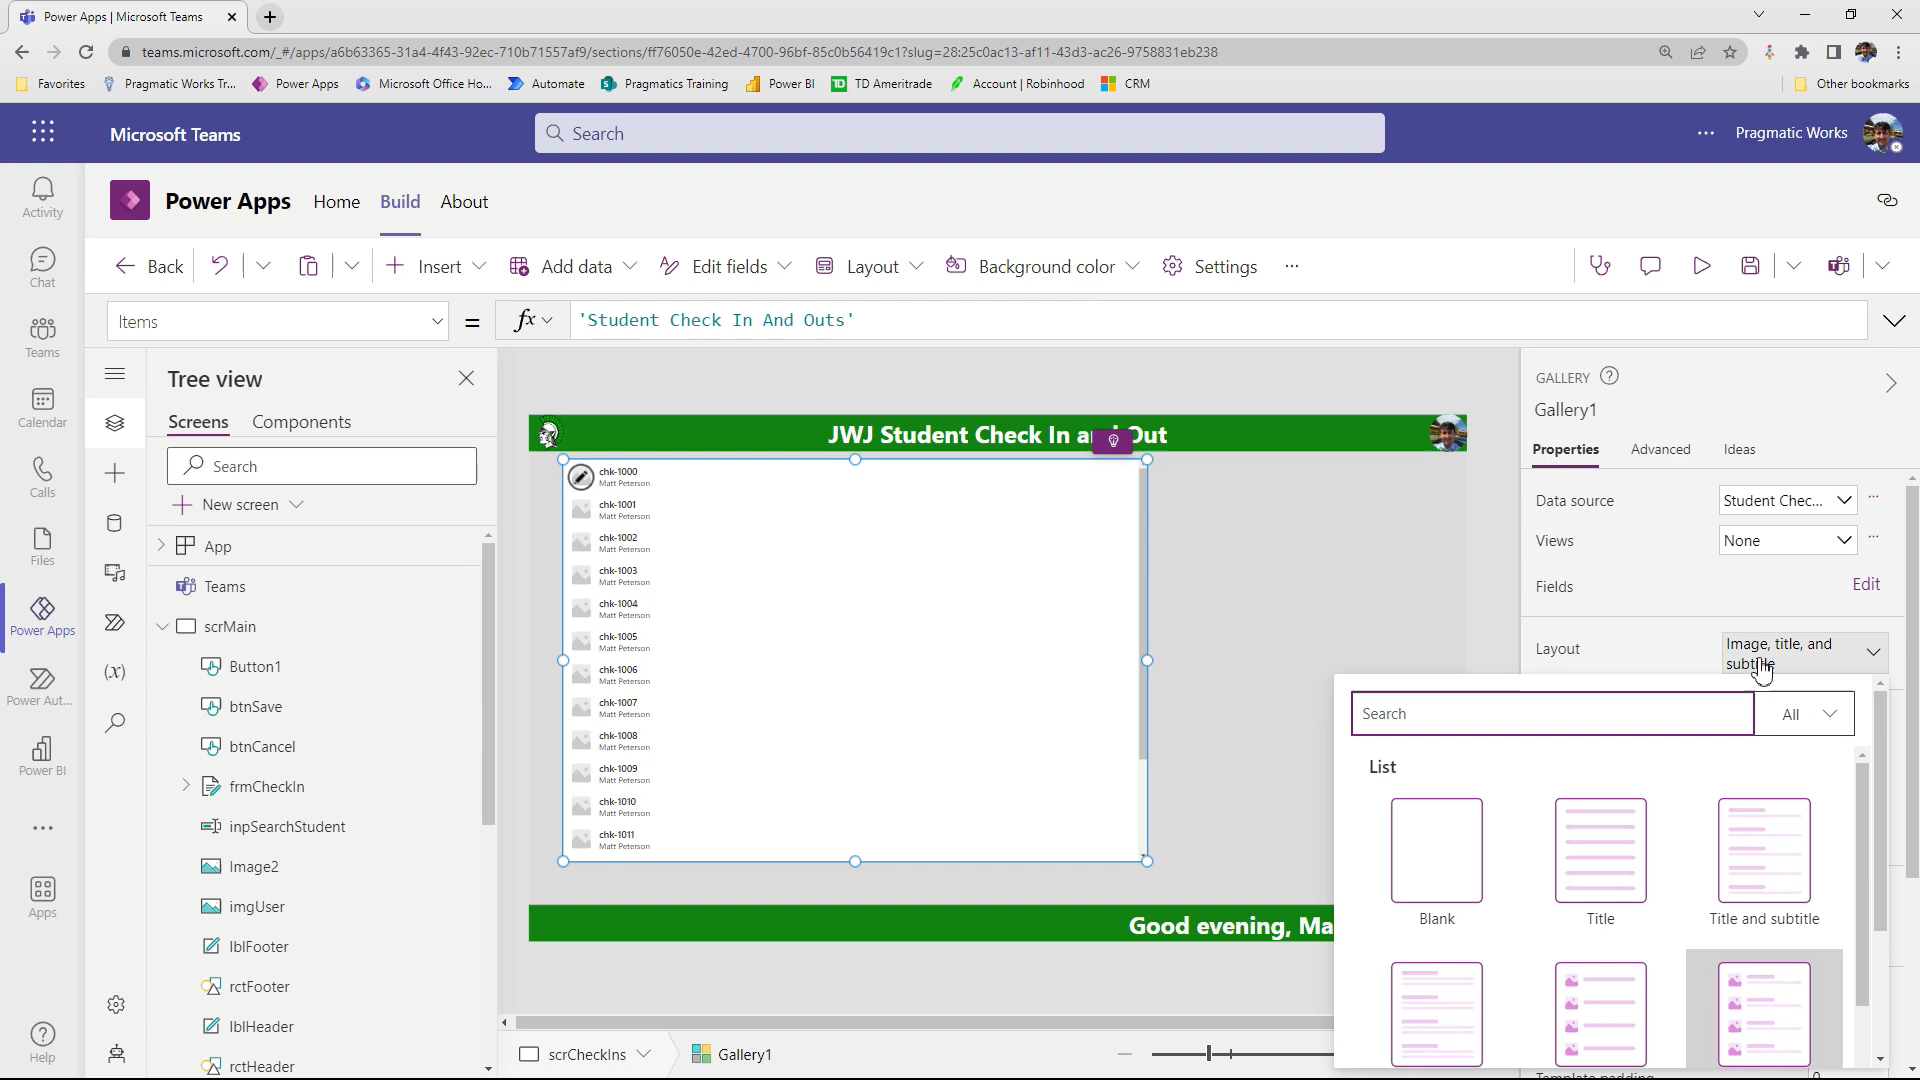 Power Apps | Microsoft Teams
teams.microsoft.com/_#/apps/a6b63365-31a4-4f43-92ec-710b71557af9/sections/ff76050e-42ed-4700-96bf-85c0b56419c1?slug=28:25c0ac13-af11-43d3-ac26-9758831eb238
Favorites
Pragmatic Works Tr...
Power Apps
Microsoft Office Ho...
Automate
Pragmatics Training
Power BI
TD Ameritrade
Account | Robinhood
CRM
Other bookmarks
Microsoft Teams
Search
Pragmatic Works
Power Apps
Home
Build
About
Back
Insert
Add data
Edit fields
Layout
Background color
Settings
Items
=
fx
'Student Check In And Outs'
Activity
Chat
Teams
Calendar
Calls
Files
Power Apps
Power Aut...
Power BI
Apps
Help
Tree view
Screens
Components
Search
New screen
App
Teams
scrMain
Button1
btnSave
btnCancel
frmCheckIn
inpSearchStudent
Image2
imgUser
lblFooter
rctFooter
lblHeader
rctHeader
JWJ Student Check In and Out
chk-1000
Matt Peterson
chk-1001
Matt Peterson
chk-1002
Matt Peterson
chk-1003
Matt Peterson
chk-1004
Matt Peterson
chk-1005
Matt Peterson
chk-1006
Matt Peterson
chk-1007
Matt Peterson
chk-1008
Matt Peterson
chk-1009
Matt Peterson
chk-1010
Matt Peterson
chk-1011
Matt Peterson
Good evening, Ma
scrCheckIns
Gallery1
GALLERY
Gallery1
Properties
Advanced
Ideas
Data source
Student Chec...
Views
None
Fields
Edit
Layout
Image, title, and
subtitle
Search
All
List
Blank
Title
Title and subtitle